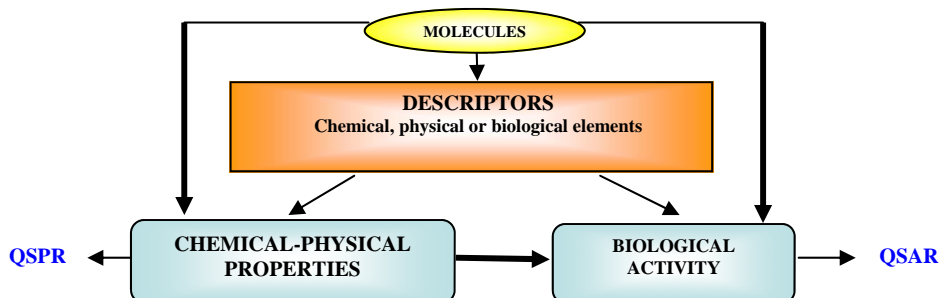 MOLECULES
DESCRIPTORS
Chemical, physical or biological elements
QSPR
CHEMICAL-PHYSICAL
PROPERTIES
BIOLOGICAL
ACTIVITY
QSAR